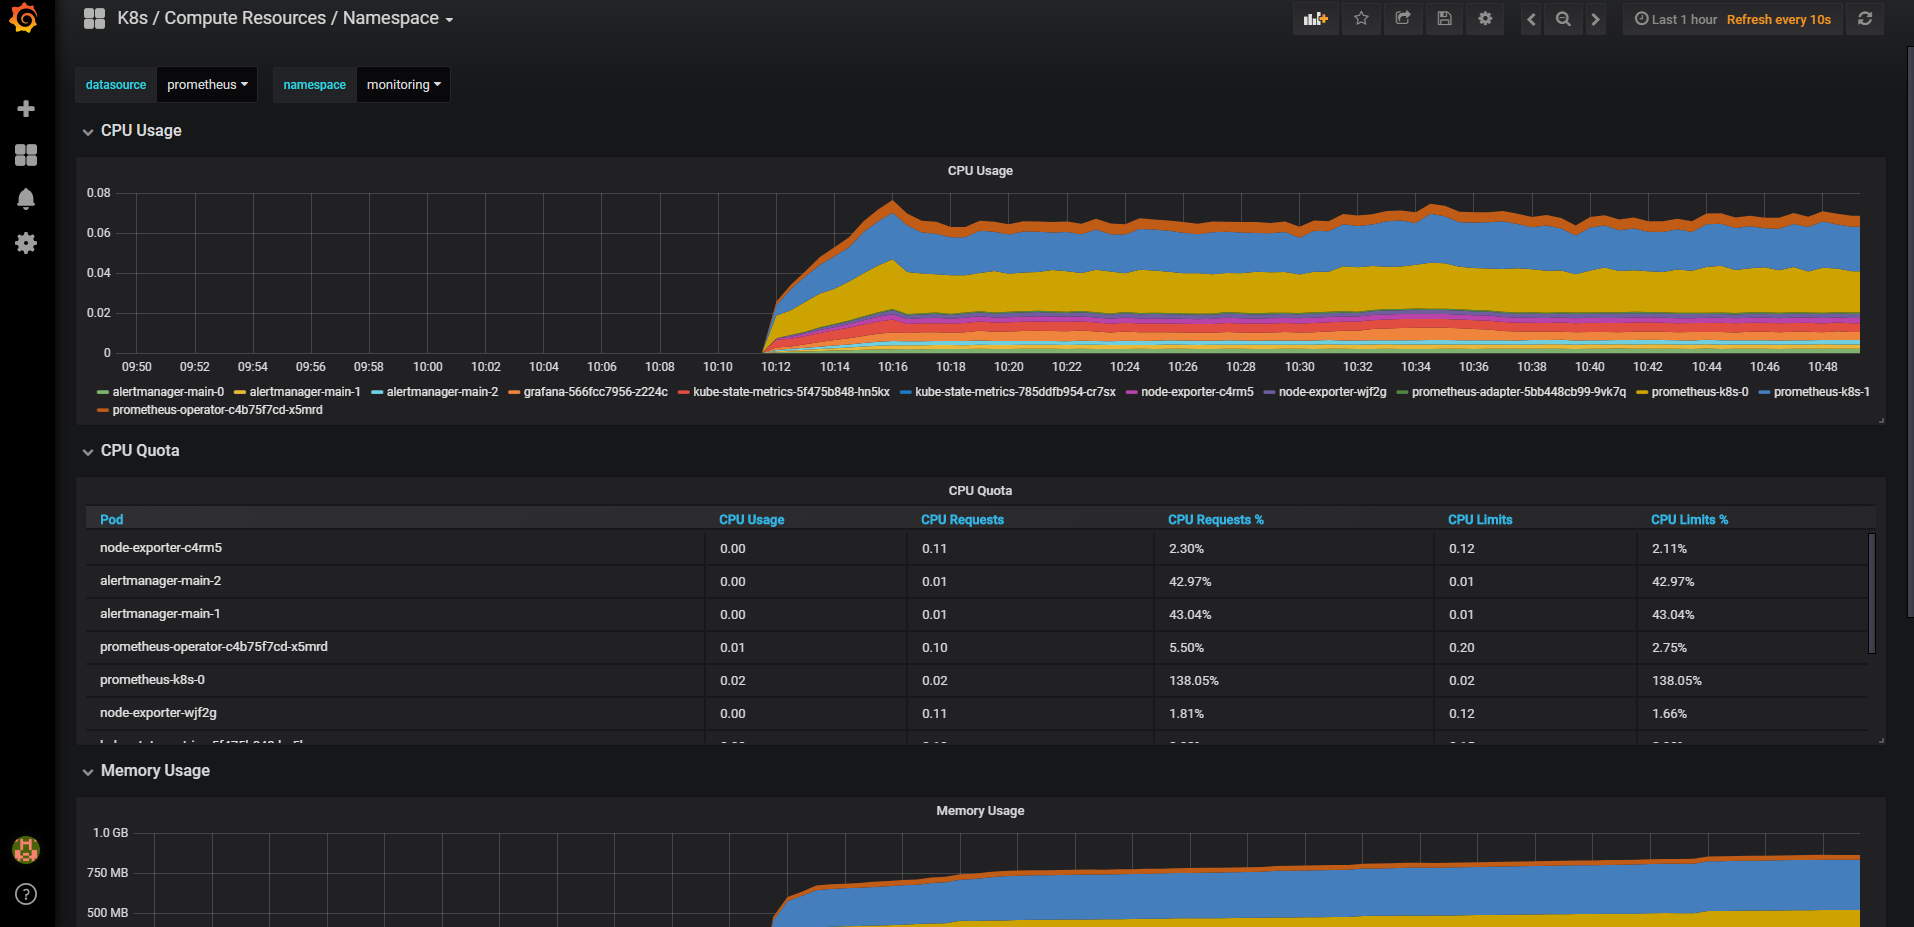 K8s / Compute Resources / Namespace
Last 1 hour Refresh every 10s
datasource prometheus namespace monitoring
CPU Usage
CPU Usage
0.08
0.06
0.04
0.02
0
09:50 09:52 09:54 09:56 09:58 10:00 10:02 10:04 10:06 10:08 10:10 10:12 10:14 10:16 10:18 10:20 10:22 10:24 10:26 10:28 10:30 10:32 10:34 10:36 10:38 10:40 10:42 10:44 10:46 10:48
alertmanager-main-0 alertmanager-main-1 alertmanager-main-2 grafana-566fcc7956-z224c kube-state-metrics-5f475b848-hn5kx kube-state-metrics-785ddfb954-cr7sx node-exporter-c4rm5 node-exporter-wjf2g prometheus-adapter-5bb448cb99-9vk7q prometheus-k8s-0 prometheus-k8s-1
prometheus-operator-c4b75f7cd-x5mrd
CPU Quota
CPU Quota
Pod CPU Usage CPU Requests CPU Requests % CPU Limits CPU Limits %
node-exporter-c4rm5 0.00 0.11 2.30% 0.12 2.11%
alertmanager-main-2 0.00 0.01 42.97% 0.01 42.97%
alertmanager-main-1 0.00 0.01 43.04% 0.01 43.04%
prometheus-operator-c4b75f7cd-x5mrd 0.01 0.10 5.50% 0.20 2.75%
prometheus-k8s-0 0.02 0.02 138.05% 0.02 138.05%
node-exporter-wjf2g 0.00 0.11 1.81% 0.12 1.66%
Memory Usage
Memory Usage
1.0 GB
750 MB
500 MB